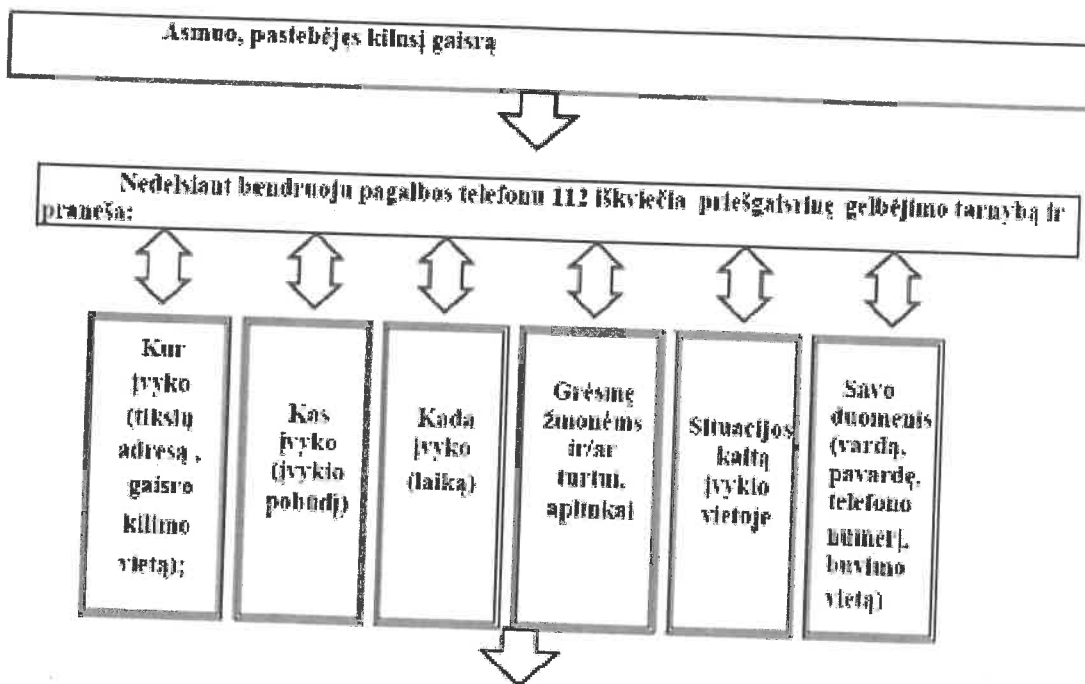 Asmuo, pastebėjęs kilusį gaisrą
Nedelsiant bendruoju pagalbos telefonu 112 iškviečia priešgaisrinę gelbėjimo tarnybą ir
praneša:
Kur
įvyko
(tikslų
adresą ,
gaisro
kilimo
vietą);
Kas
įvyko
(įvykio
pobūdį)
Kada
įvyko
(laiką)
Grėsmę
žmonėms
ir/ar
turtui,
aplinkai
Situacijos
kaitą
įvykio
vietoje
Savo
duomenis
(vardą,
pavardę,
telefono
numerį,
buvimo
vietą)